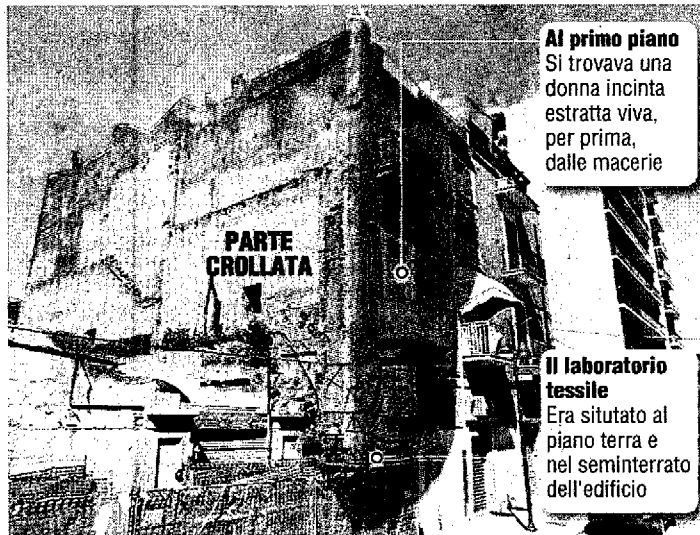 Al primo piano
Si trovava una
donna incinta
estratta viva,
per prima,
dalle macerie
PARTE
CROLLATA
Il laboratorio
tessile
Era situtato al
piano terra e
nel seminterrato
dell'edificio